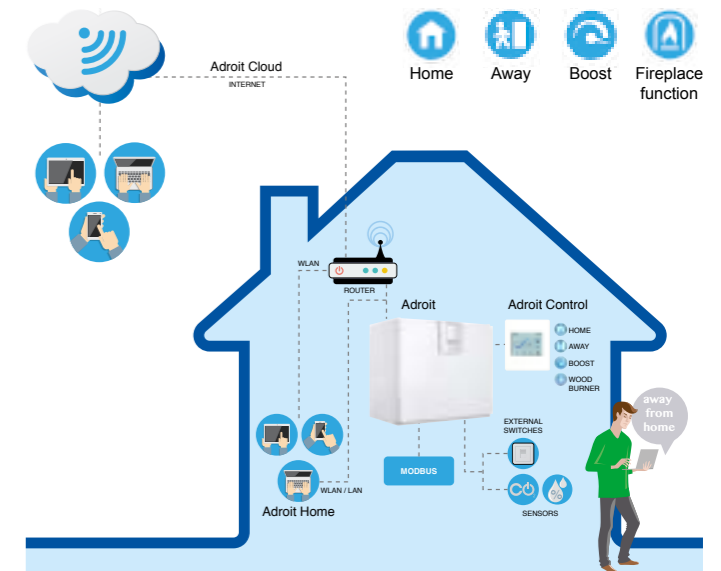 Adroit Cloud
INTERNET
Home
Away
Boost
Fireplace
function
WLAN
ROUTER
Adroit
Adroit Control
HOME
AWAY
BOOST
WOOD
BURNER
away
from
home
EXTERNAL
SWITCHES
MODBUS
WLAN / LAN
SENSORS
Adroit Home
%